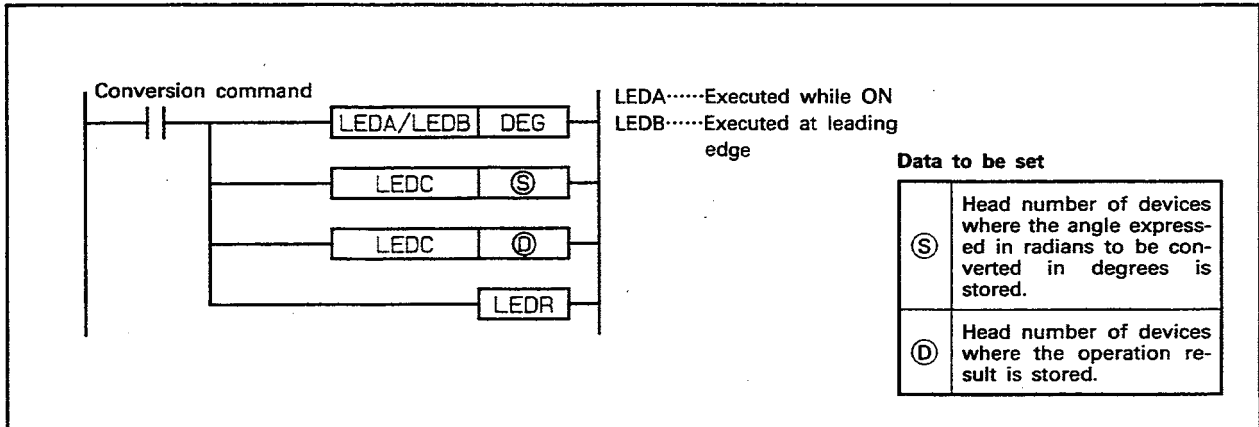 Conversion command
LEDA/LEDB DEG
LEDC Ⓢ
LEDC Ⓓ
LEDR
LEDA······Executed while ON
LEDB······Executed at leading
edge
Data to be set
Ⓢ
Head number of devices
where the angle express-
ed in radians to be con-
verted in degrees is
stored.
Ⓓ
Head number of devices
where the operation re-
sult is stored.